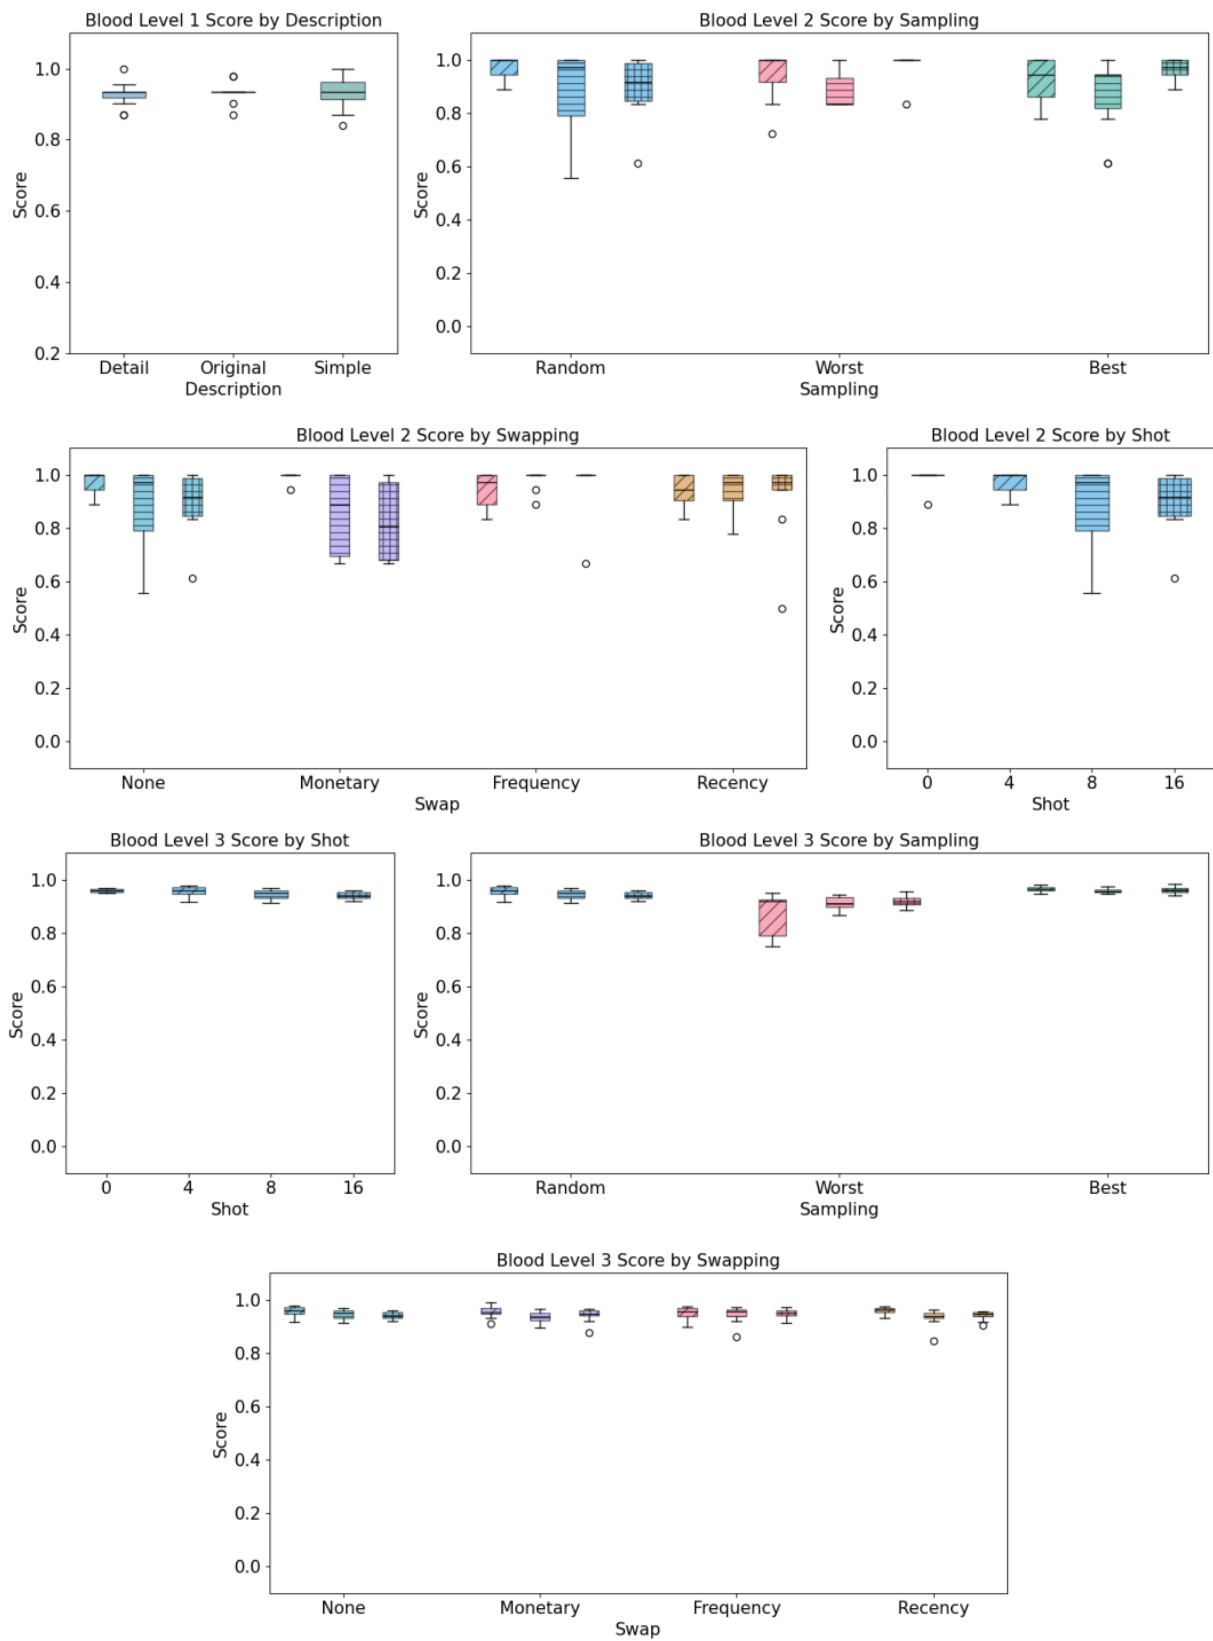 Blood Level 1 Score by Description
Score
1.0
0.8
0.6
0.4
0.2
Detail Original Simple
Description
Blood Level 2 Score by Sampling
Score
1.0
0.8
0.6
0.4
0.2
0.0
Random Worst Best
Sampling
Blood Level 2 Score by Swapping
Score
1.0
0.8
0.6
0.4
0.2
0.0
None Monetary Frequency Recency
Swap
Blood Level 2 Score by Shot
Score
1.0
0.8
0.6
0.4
0.2
0.0
0 4 8 16
Shot
Blood Level 3 Score by Shot
Score
1.0
0.8
0.6
0.4
0.2
0.0
0 4 8 16
Shot
Blood Level 3 Score by Sampling
Score
1.0
0.8
0.6
0.4
0.2
0.0
Random Worst Best
Sampling
Blood Level 3 Score by Swapping
Score
1.0
0.8
0.6
0.4
0.2
0.0
None Monetary Frequency Recency
Swap